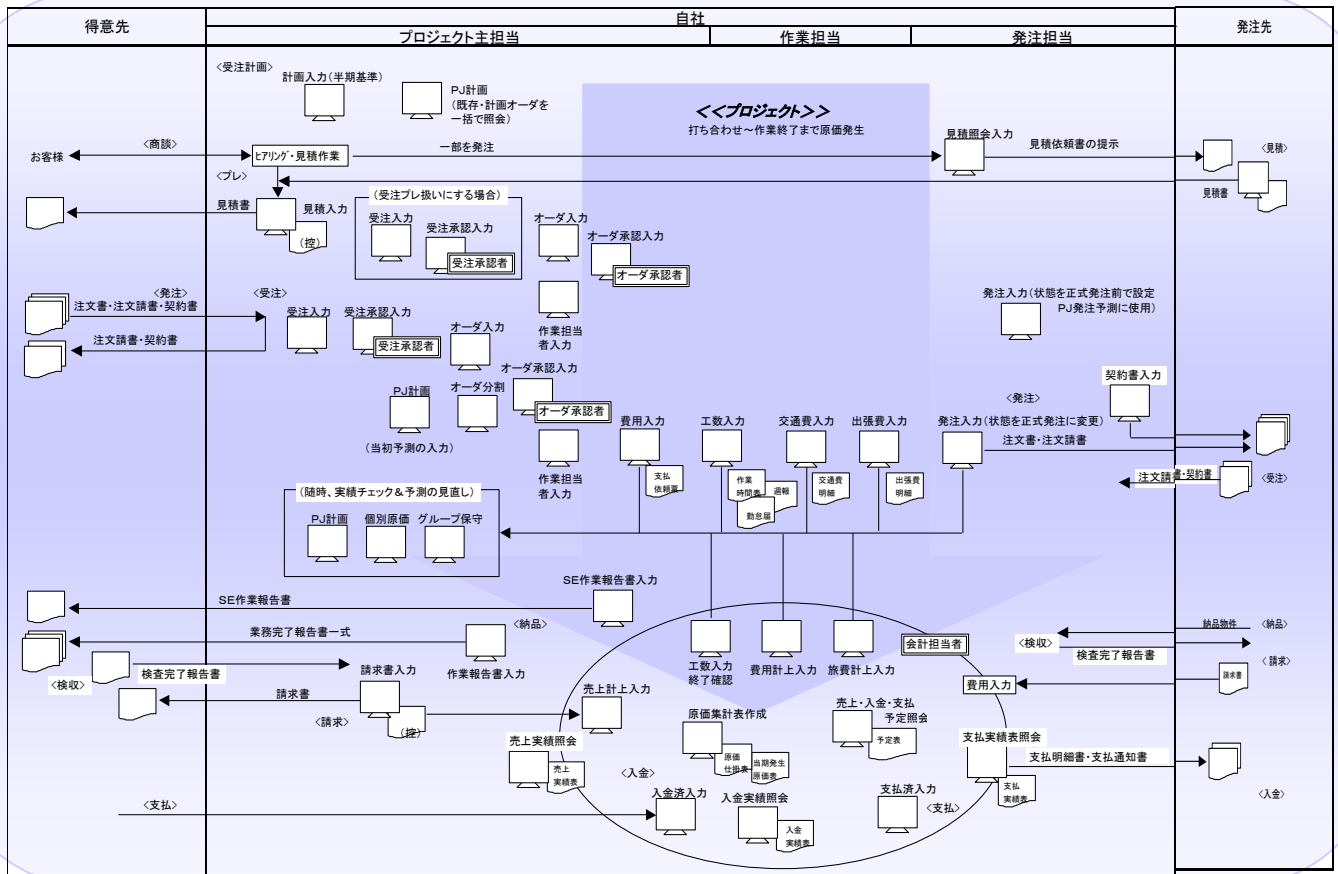 得意先
自社
発注先
プロジェクト主担当
作業担当
発注担当
<受注計画>
計画入力(半期基準)
PJ計画
(既存・計画オーダを
一括で照会)
<<プロジェクト>>
打ち合わせ～作業終了まで原価発生
お客様
<商談>
ﾋｱﾘﾝｸﾞ・見積作業
一部を発注
見積照会入力
見積依頼書の提示
<見積>
見積書
<プレ>
見積書
見積入力
(控)
(受注プレ扱いにする場合)
受注入力
受注承認入力
受注承認者
オーダ入力
オーダ承認入力
オーダ承認者
作業担当
者入力
<発注>
注文書・注文請書・契約書
注文請書・契約書
<受注>
受注入力
受注承認入力
受注承認者
オーダ入力
オーダ承認入力
オーダ承認者
PJ計画
(当初予測の入力)
オーダ分割
作業担当
者入力
発注入力(状態を正式発注前で設定
PJ発注予測に使用)
契約書入力
<発注>
発注入力(状態を正式発注に変更)
注文書・注文請書
注文請書・契約書
<受注>
費用入力
支払
依頼票
工数入力
作業
時間表
週報
勤怠届
交通費入力
交通費
明細
出張費入力
出張費
明細
(随時、実績チェック&予測の見直し)
PJ計画
個別原価
グループ保守
SE作業報告書入力
SE作業報告書
業務完了報告書一式
<納品>
作業報告書入力
検査完了報告書
<検収>
請求書入力
請求書
<請求>
(控)
売上計上入力
工数入力
終了確認
費用計上入力
旅費計上入力
会計担当者
納品物件
<納品>
<検収>
検査完了報告書
<請求>
請求書
費用入力
売上実績照会
売上
実績表
原価集計表作成
原価
仕掛表
当期発生
原価表
売上・入金・支払
予定照会
予定表
支払実績表照会
支払
実績表
支払明細書・支払通知書
<入金>
<支払>
<入金>
入金済入力
入金実績照会
入金
実績表
支払済入力
<支払>